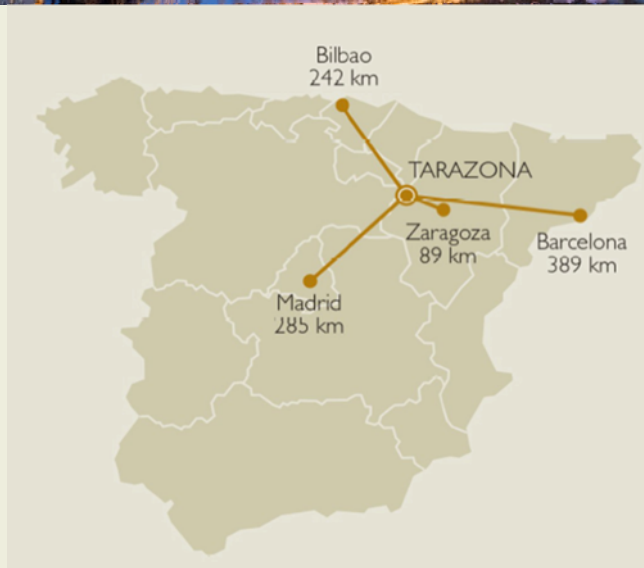 Bilbao
242 km
TARAZONA
Zaragoza
89 km
Barcelona
389 km
Madrid
285 km